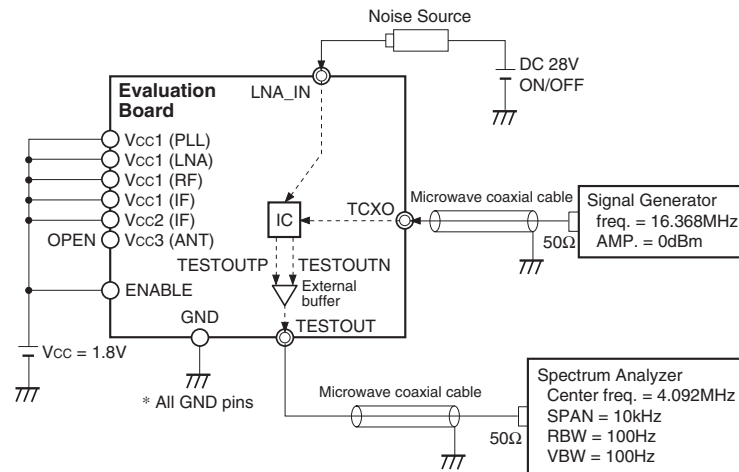 Noise Source
DC 28V
ON/OFF
LNA_IN
Evaluation
Board
VCC1 (PLL)
VCC1 (LNA)
VCC1 (RF)
VCC1 (IF)
VCC2 (IF)
OPEN VCC3 (ANT)
ENABLE
IC
TCXO
Microwave coaxial cable
50Ω
Signal Generator
freq. = 16.368MHz
AMP. = 0dBm
TESTOUTP TESTOUTN
External
buffer
GND
TESTOUT
VCC = 1.8V
* All GND pins
Microwave coaxial cable
50Ω
Spectrum Analyzer
Center freq. = 4.092MHz
SPAN = 10kHz
RBW = 100Hz
VBW = 100Hz